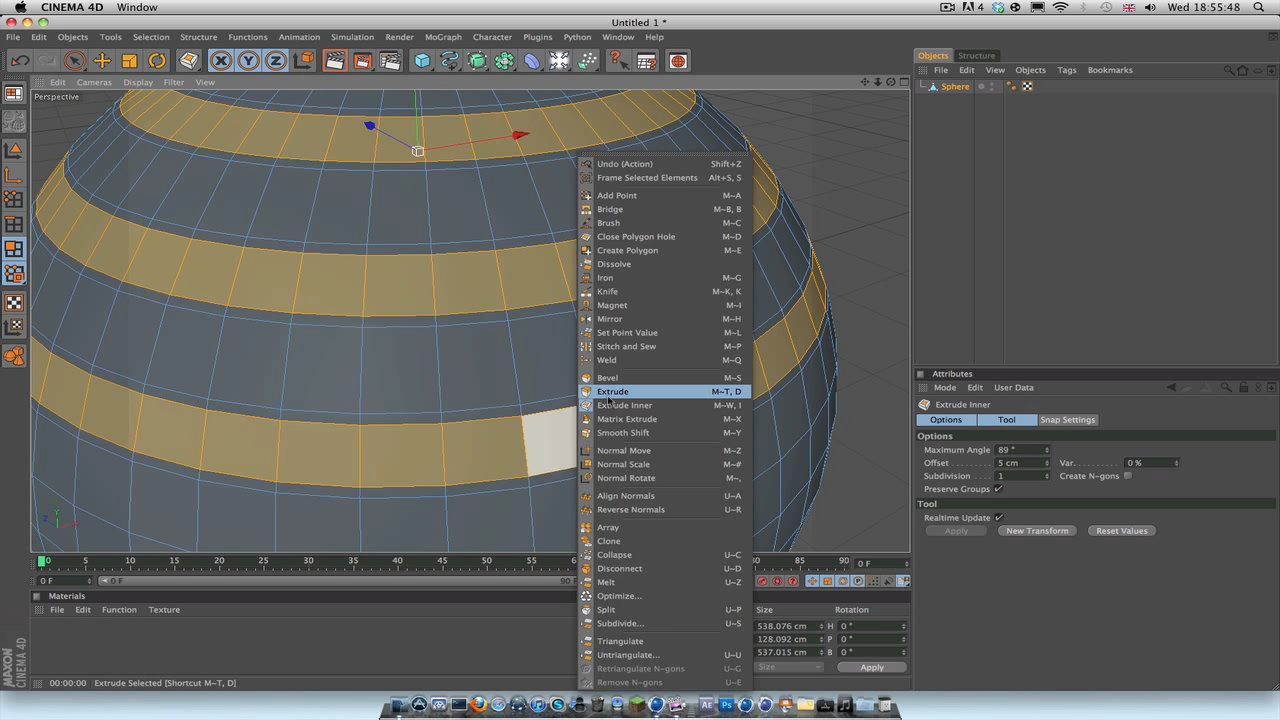 CINEMA 4D Window
4 Wed 18:55:48
Untitled 1 *
File Edit Objects Tools Selection Structure Functions Animation Simulation Render MoGraph Character Plugins Python Window Help
Objects Structure
File Edit View Objects Tags Bookmarks
Sphere
Edit Cameras Display Filter View
Perspective
Undo (Action) Shift+Z
Frame Selected Elements Alt+S, S
Add Point M~A
Bridge M~B, B
Brush M~C
Close Polygon Hole M~D
Create Polygon M~E
Dissolve
Iron M~G
Knife M~K, K
Magnet M~I
Mirror M~H
Set Point Value M~L
Stitch and Sew M~P
Weld M~Q
Bevel M~S
Extrude M~T, D
Extrude Inner M~W, I
Matrix Extrude M~X
Smooth Shift M~Y
Normal Move M~Z
Normal Scale M~#
Normal Rotate M~,
Align Normals U~A
Reverse Normals U~R
Array
Clone
Collapse U~C
Disconnect U~D
Melt U~Z
Optimize...
Split U~P
Subdivide... U~S
Triangulate
Untriangulate... U~U
Retriangulate N-gons U~G
Remove N-gons U~E
Attributes
Mode Edit User Data
Extrude Inner
Options Tool Snap Settings
Options
Maximum Angle 89 °
Offset 5 cm Var. 0 %
Subdivision 1 Create N-gons
Preserve Groups
Tool
Realtime Update
Apply New Transform Reset Values
Y
Z
0 5 10 15 20 25 30 35 40 45 50 55 85 90 0 F
0 F 0 F 90 F
Materials
File Edit Function Texture
Size Rotation
538.076 cm H 0 °
128.092 cm P 0 °
537.015 cm B 0 °
Size Apply
MAXON
CINEMA 4D
00:00:00 Extrude Selected [Shortcut M~T, D]
Ae Ps